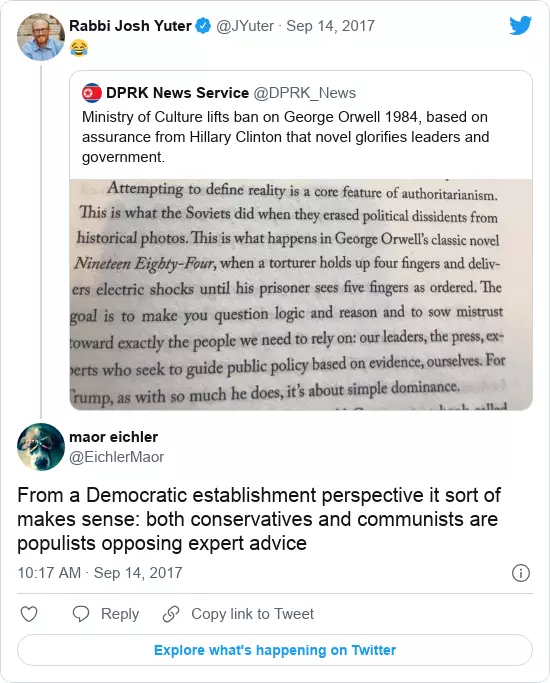 Rabbi Josh Yuter @JYuter · Sep 14, 2017
😂
DPRK News Service @DPRK_News
Ministry of Culture lifts ban on George Orwell 1984, based on
assurance from Hillary Clinton that novel glorifies leaders and
government.
Attempting to define reality is a core feature of authoritarianism.
This is what the Soviets did when they erased political dissidents from
historical photos. This is what happens in George Orwell's classic novel
Nineteen Eighty-Four, when a torturer holds up four fingers and deliv-
ers electric shocks until his prisoner sees five fingers as ordered. The
goal is to make you question logic and reason and to sow mistrust
toward exactly the people we need to rely on: our leaders, the press, ex-
perts who seek to guide public policy based on evidence, ourselves. For
Trump, as with so much he does, it's about simple dominance.
maor eichler
@EichlerMaor
From a Democratic establishment perspective it sort of
makes sense: both conservatives and communists are
populists opposing expert advice
10:17 AM · Sep 14, 2017
Reply Copy link to Tweet
Explore what's happening on Twitter